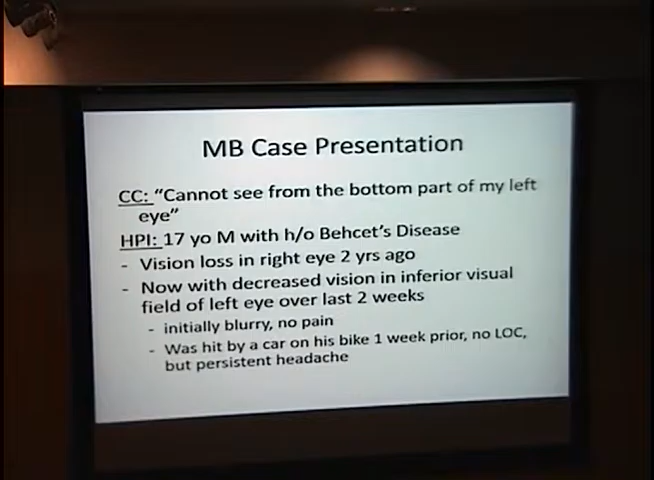 MB Case Presentation
CC: "Cannot see from the bottom part of my left
eye"
HPI: 17 yo M with h/o Behcet's Disease
- Vision loss in right eye 2 yrs ago
- Now with decreased vision in inferior visual
field of left eye over last 2 weeks
- initially blurry, no pain
- Was hit by a car on his bike 1 week prior, no LOC,
but persistent headache